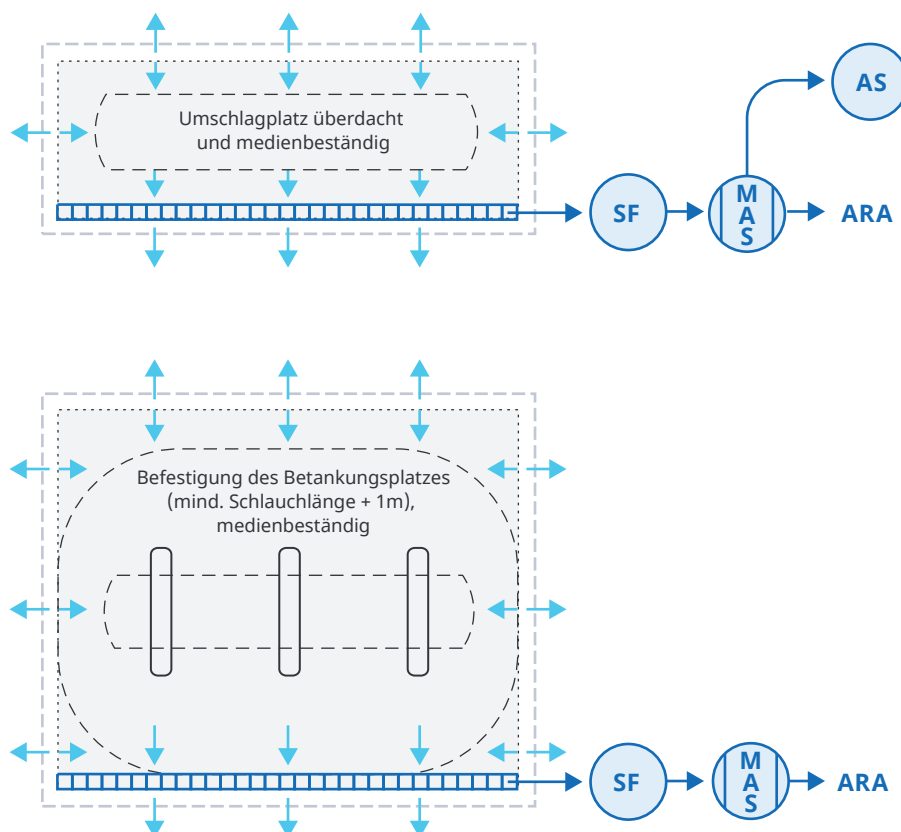 Umschlagplatz überdacht
und medienbeständig
AS
SF
M
A
S
ARA
Befestigung des Betankungsplatzes
(mind. Schlauchlänge + 1m),
medienbeständig
SF
M
A
S
ARA